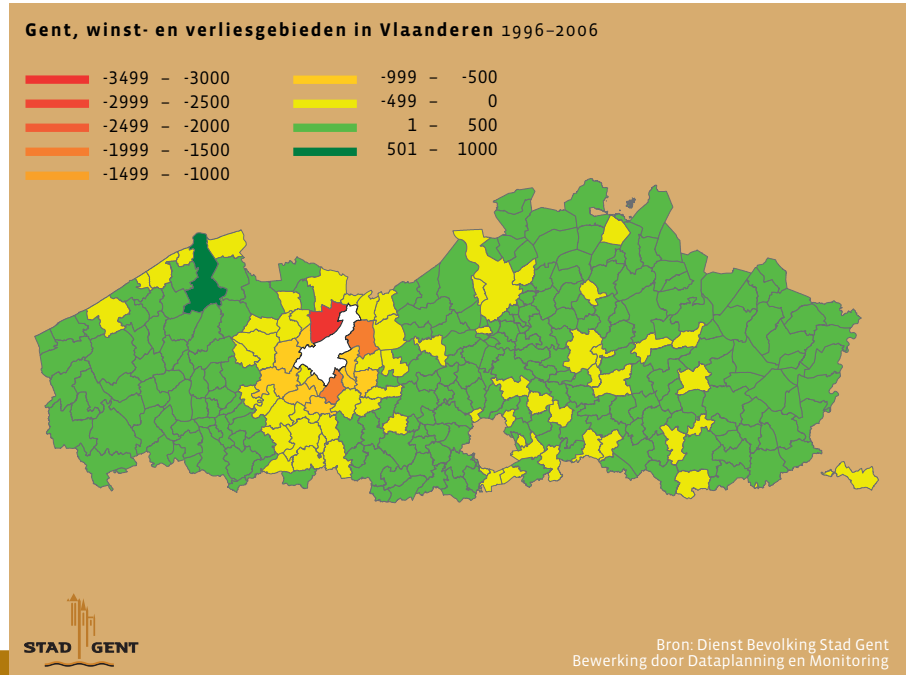 Gent, winst- en verliesgebieden in Vlaanderen 1996-2006
-3499 – -3000
-2999 – -2500
-2499 – -2000
-1999 – -1500
-1499 – -1000
-999 – -500
-499 – 0
1 – 500
501 – 1000
STAD GENT
Bron: Dienst Bevolking Stad Gent
Bewerking door Dataplanning en Monitoring